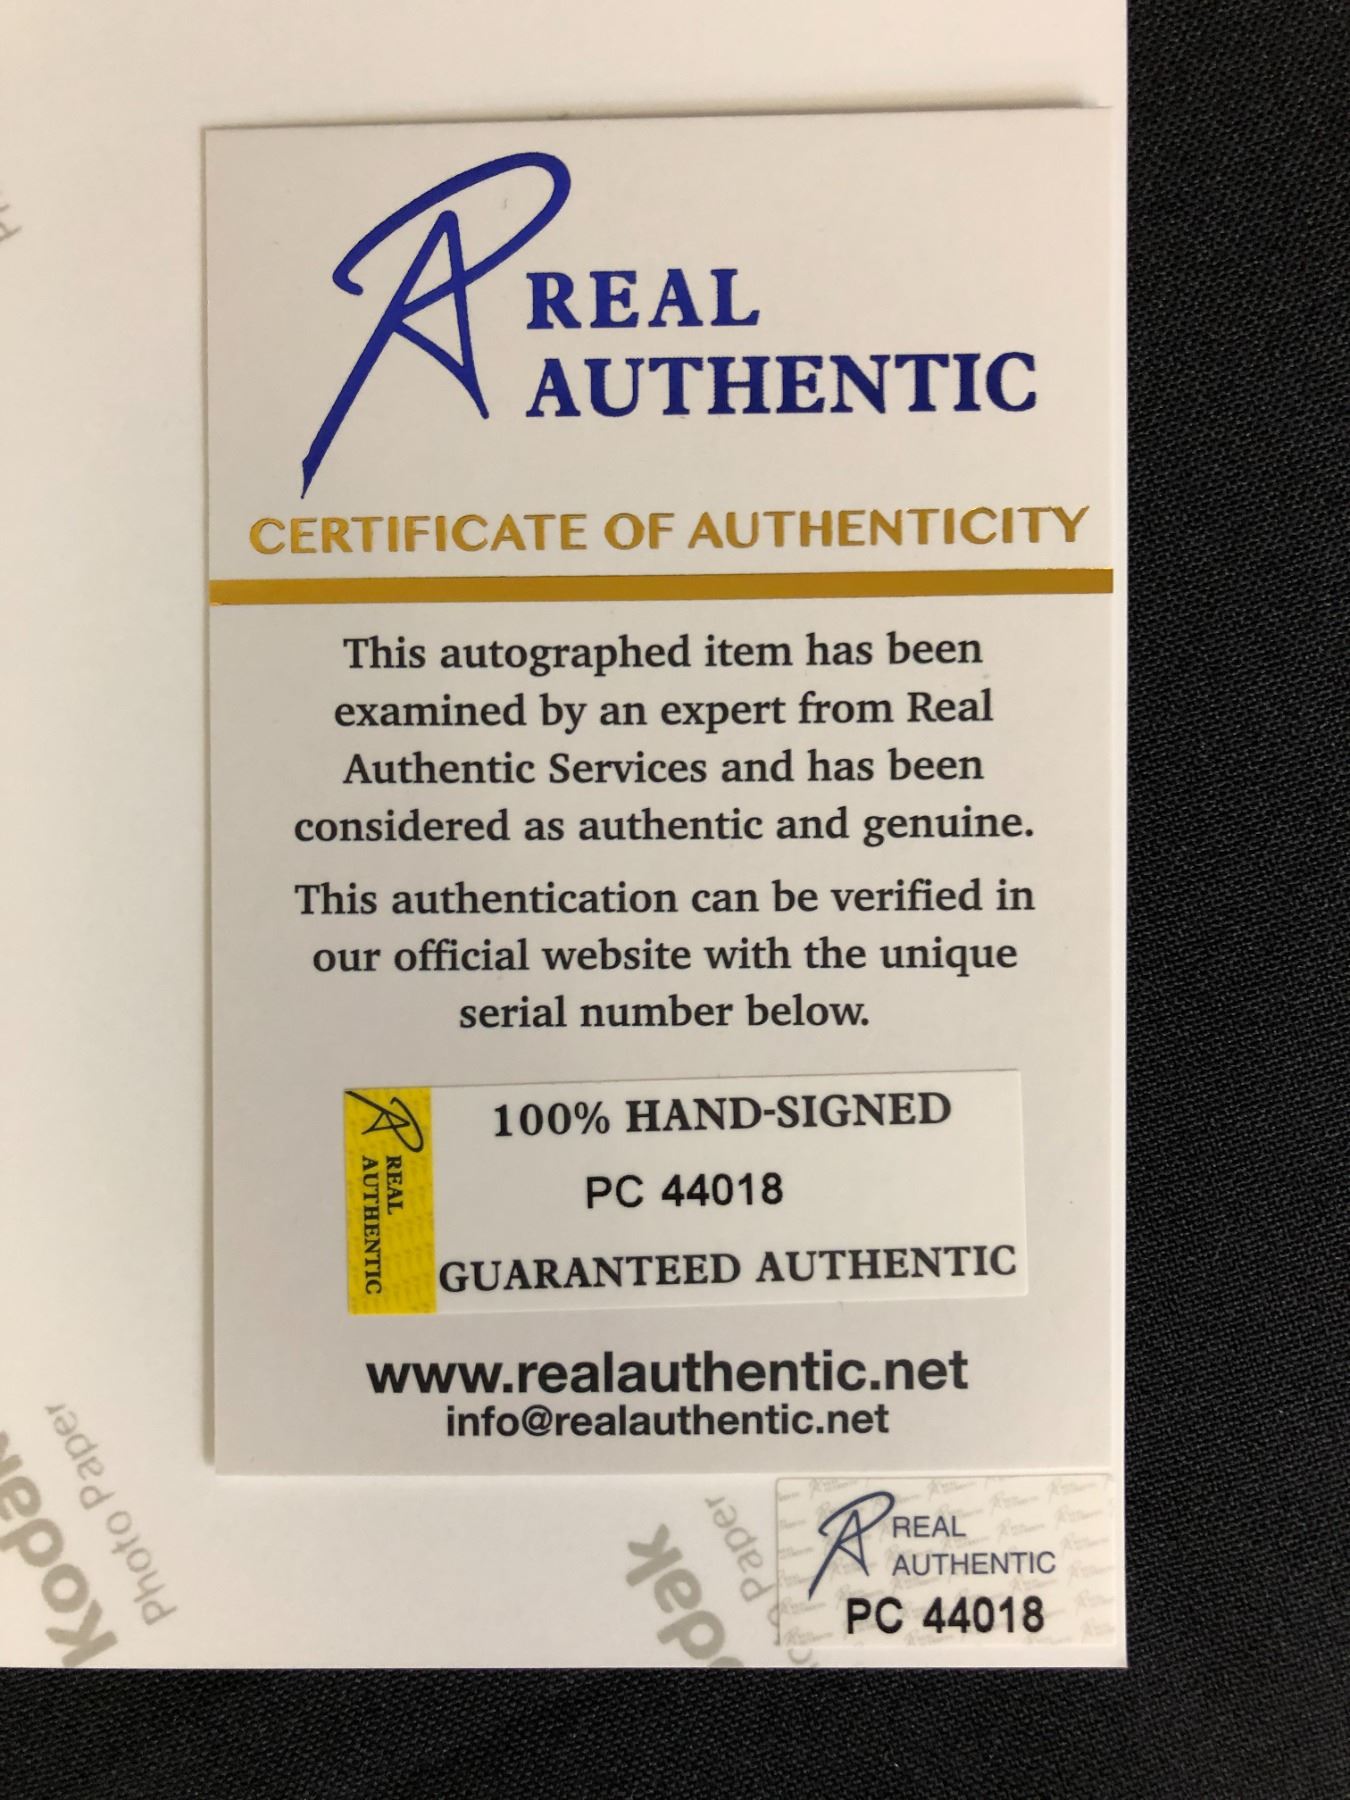 REAL
AUTHENTIC
CERTIFICATE OF AUTHENTICITY
This autographed item has been
examined by an expert from Real
Authentic Services and has been
considered as authentic and genuine.
This authentication can be verified in
our official website with the unique
serial number below.
REAL
AUTHENTIC
100% HAND-SIGNED
PC 44018
GUARANTEED AUTHENTIC
www.realauthentic.net
info@realauthentic.net
Kodak
Photo Paper
Paper
REAL
AUTHENTIC
PC 44018